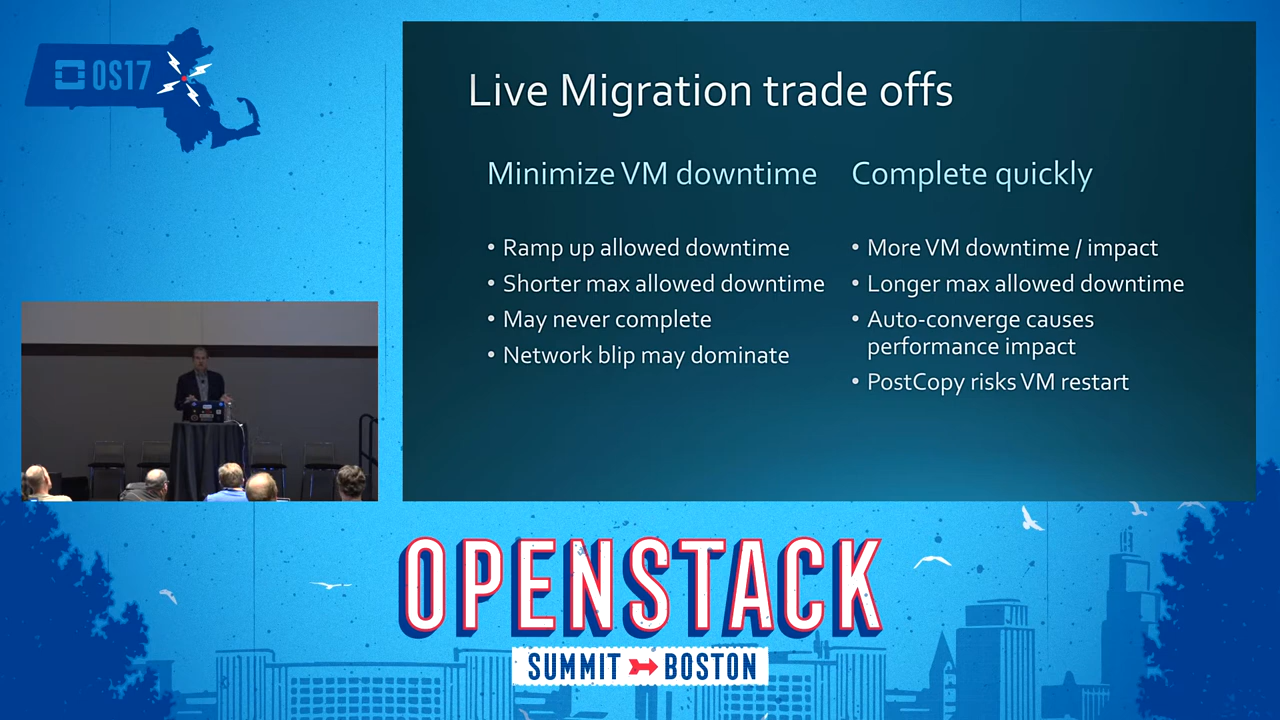 OS17
Live Migration trade offs
Minimize VM downtime
• Ramp up allowed downtime
• Shorter max allowed downtime
• May never complete
• Network blip may dominate
Complete quickly
• More VM downtime / impact
• Longer max allowed downtime
• Auto-converge causes
performance impact
• PostCopy risks VM restart
OPENSTACK
SUMMIT BOSTON